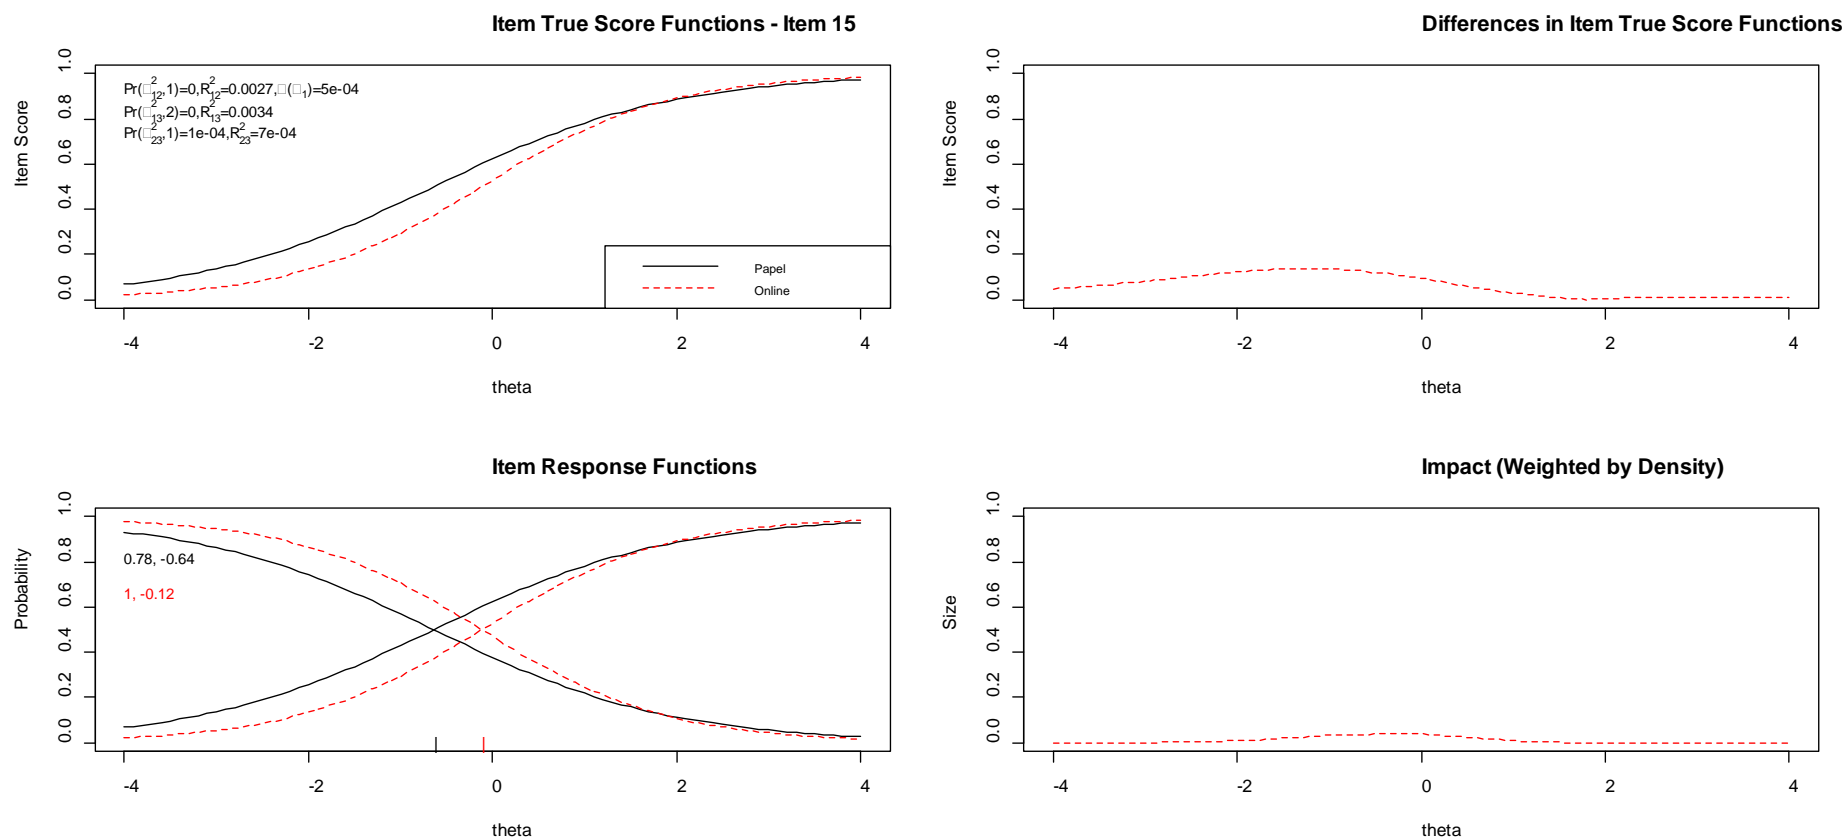 Item True Score Functions - Item 15
Item Score
0.0 0.2 0.4 0.6 0.8 1.0
Pr(□²₁₂,1)=0,R²₁₂=0.0027,□(□₁)=5e-04
Pr(□²₁₃,2)=0,R²₁₃=0.0034
Pr(□²₂₃,1)=1e-04,R²₂₃=7e-04
Papel
Online
-4 -2 0 2 4
theta
Differences in Item True Score Functions
Item Score
0.0 0.2 0.4 0.6 0.8 1.0
-4 -2 0 2 4
theta
Item Response Functions
Probability
0.0 0.2 0.4 0.6 0.8 1.0
0.78, -0.64
1, -0.12
-4 -2 0 2 4
theta
Impact (Weighted by Density)
Size
0.0 0.2 0.4 0.6 0.8 1.0
-4 -2 0 2 4
theta